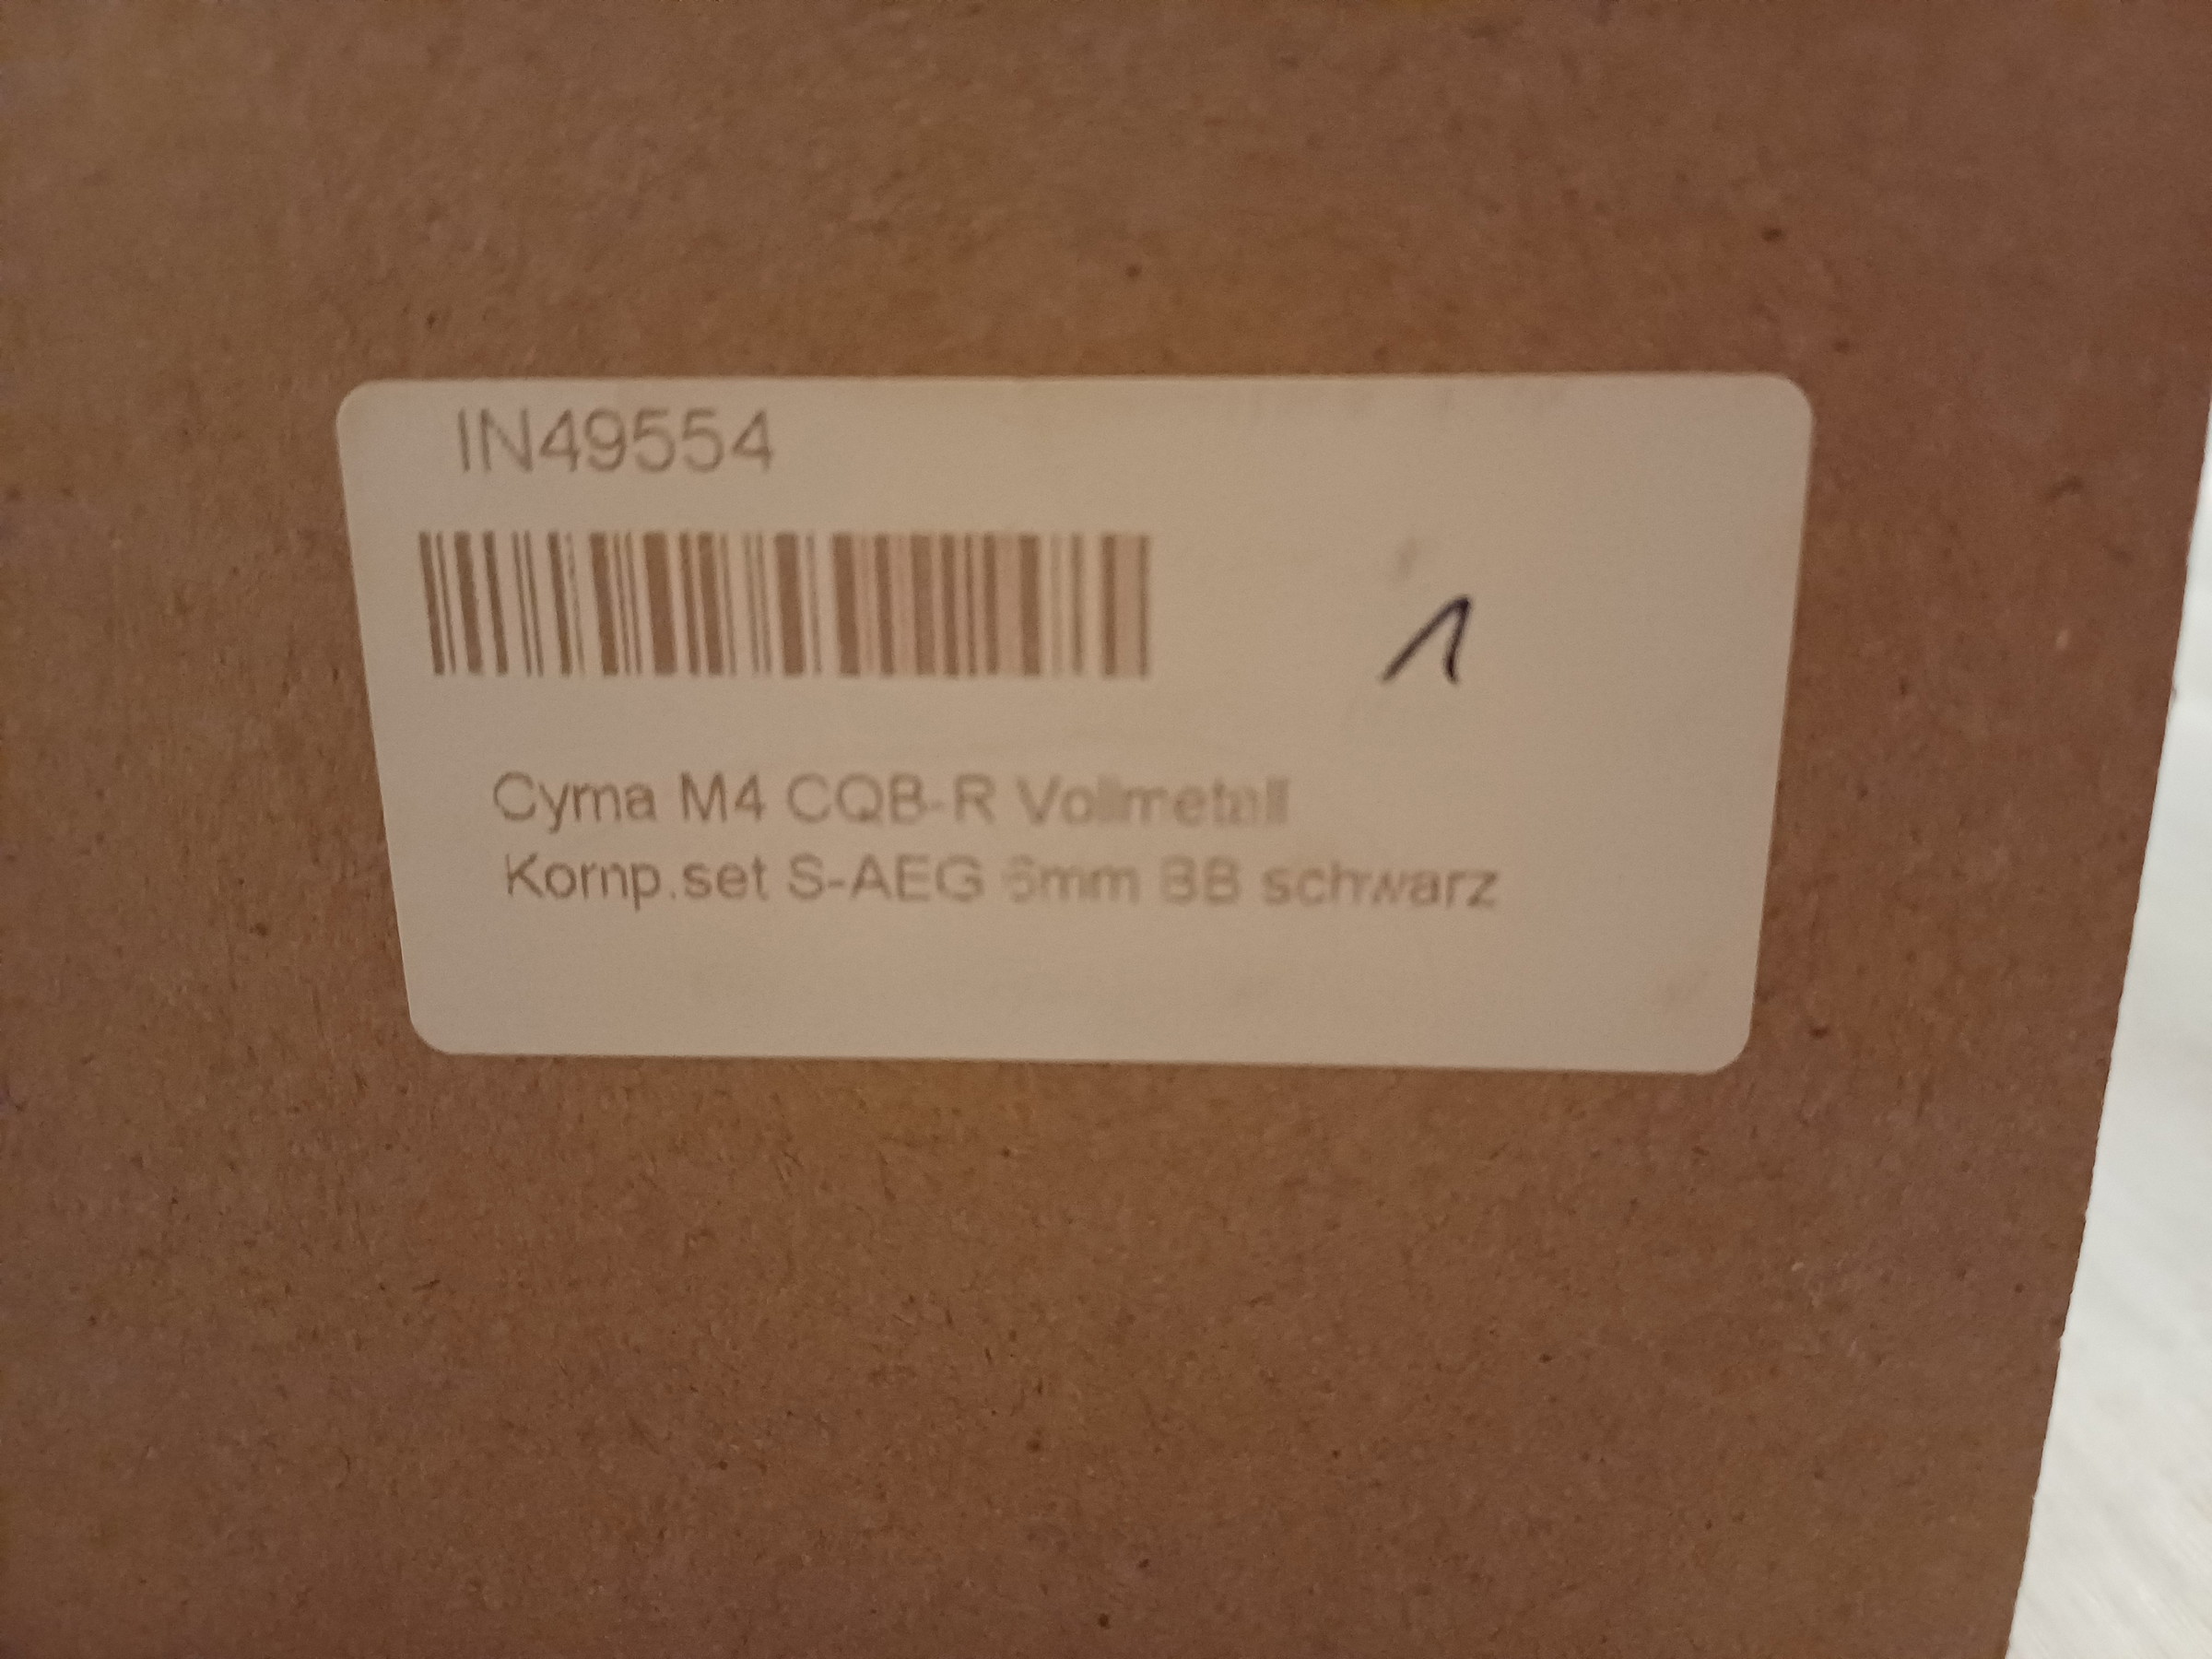 IN49554
1
Cyma M4 CQB-R Vollmetall
Komp.set S-AEG 6mm BB schwarz